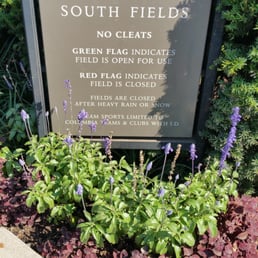 SOUTH FIELDS
NO CLEATS
GREEN FLAG INDICATES
FIELD IS OPEN FOR USE
RED FLAG INDICATES
FIELD IS CLOSED
FIELDS ARE CLOSED
AFTER HEAVY RAIN OR SNOW
TEAM SPORTS LIMITED TO
COLUMBIA TEAMS & CLUBS WITH I.D.